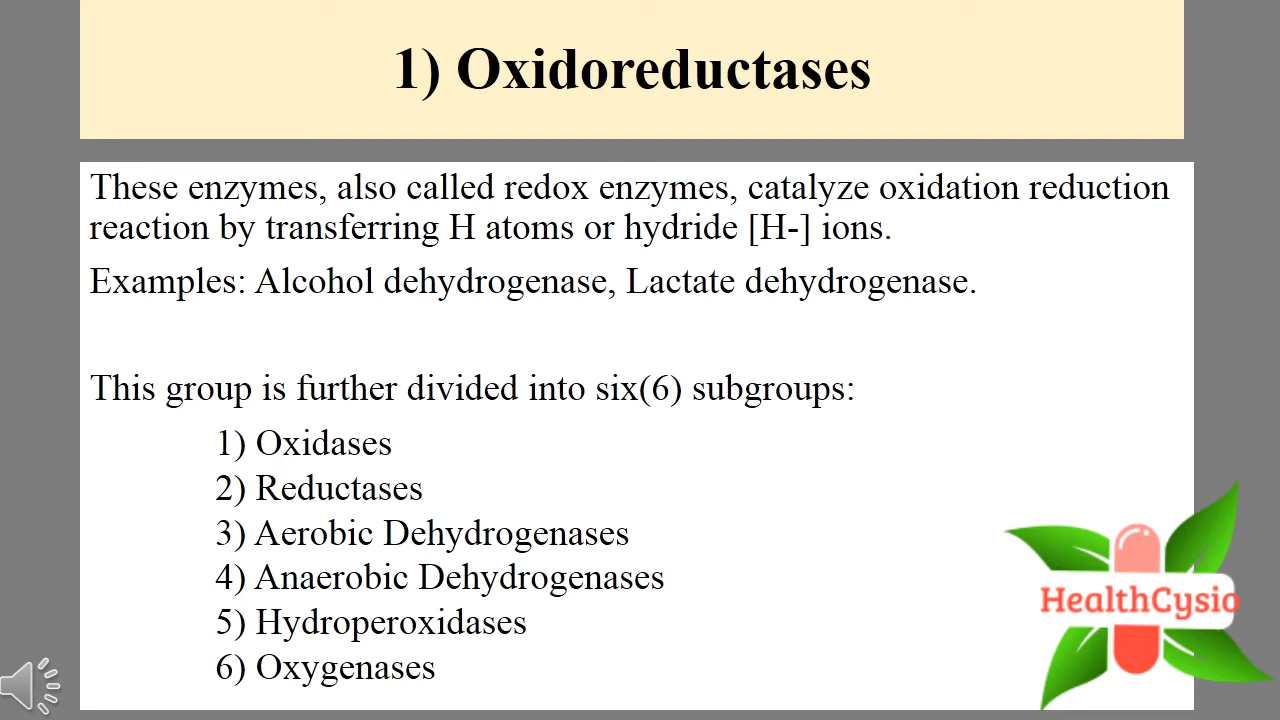 1) Oxidoreductases
These enzymes, also called redox enzymes, catalyze oxidation reduction
reaction by transferring H atoms or hydride [H-] ions.
Examples: Alcohol dehydrogenase, Lactate dehydrogenase.
This group is further divided into six(6) subgroups:
1) Oxidases
2) Reductases
3) Aerobic Dehydrogenases
4) Anaerobic Dehydrogenases
5) Hydroperoxidases
6) Oxygenases
HealthCysio